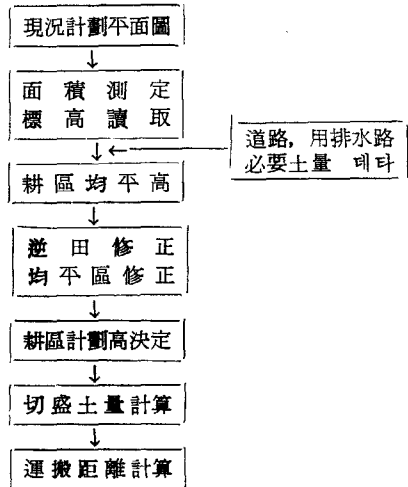 現況計劃平面圖
面積測定
標高讀取
道路, 用排水路
必要土量 데타
耕區均平高
逆田修正
均平區修正
耕區計劃高決定
切盛土量計算
運搬距離計算